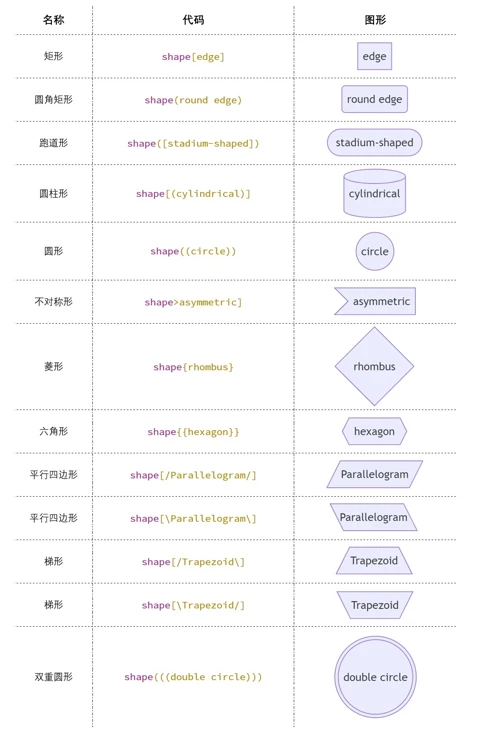 名称 代码 图形
矩形 shape[edge] edge
圆角矩形 shape(round edge) round edge
跑道形 shape([stadium-shaped]) stadium-shaped
圆柱形 shape[(cylindrical)] cylindrical
圆形 shape((circle)) circle
不对称形 shape>asymmetric] asymmetric
菱形 shape{rhombus} rhombus
六角形 shape{{hexagon}} hexagon
平行四边形 shape[/Parallelogram/] Parallelogram
平行四边形 shape[\Parallelogram\] Parallelogram
梯形 shape[/Trapezoid\] Trapezoid
梯形 shape[\Trapezoid/] Trapezoid
双重圆形 shape(((double circle))) double circle